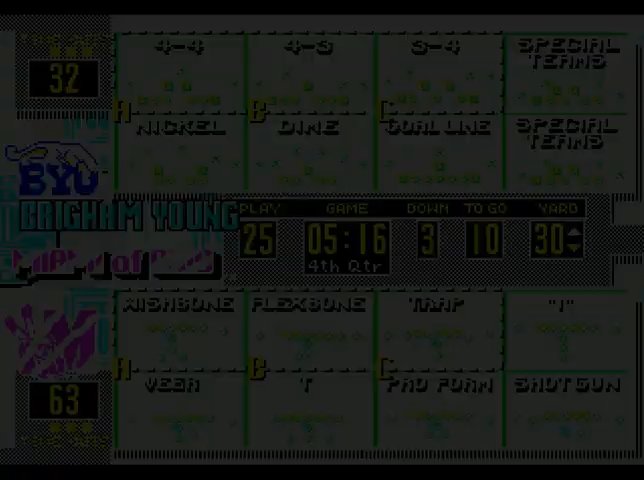 32
4-4 4-3 3-4 SPECIAL TEAMS
A B C
NICKEL DIME GOAL LINE SPECIAL TEAMS
BYU
BRIGHAM YOUNG
PLAY GAME DOWN TO GO YARD
25 05:16 3 10 30
4th Qtr
WISHBONE FLEXBONE TRAP "I"
A B C
VEER T PRO FORM SHOTGUN
63